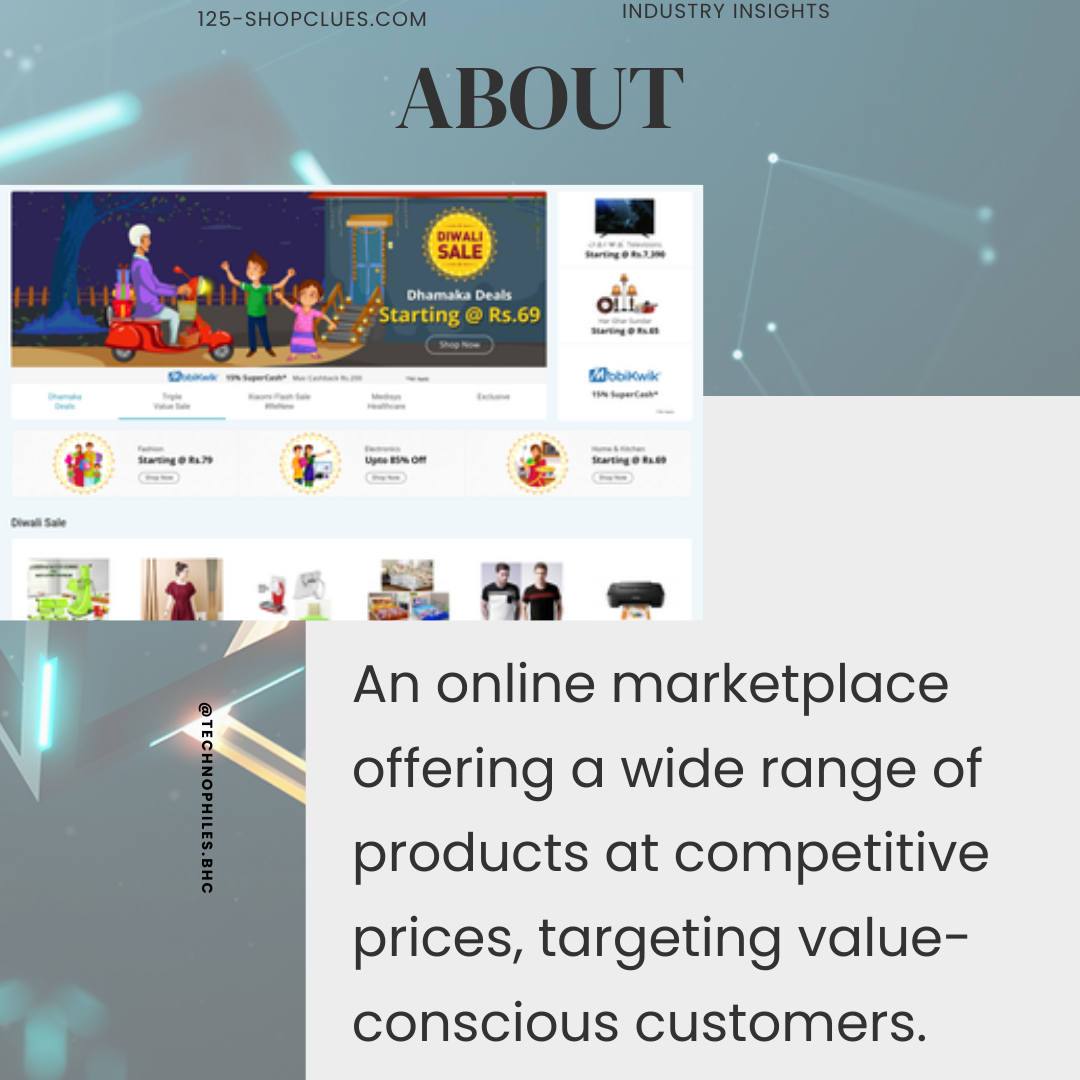 125-SHOPCLUES.COM
INDUSTRY INSIGHTS
ABOUT
DIWALI
SALE
Dhamaka Deals
Starting @ Rs.69
Shop Now
Televisions
Starting @ Rs.7,390
Har Ghar Sundar
Starting @ Rs.65
MobiKwik
15% SuperCash*
MobiKwik 15% SuperCash* Max Cashback Rs.200
Dhamaka
Deals
Triple
Value Sale
Xiaomi Flash Sale
#ReNew
Medisys
Healthcare
Exclusive
Fashion
Starting @ Rs.79
Shop Now
Electronics
Upto 85% Off
Shop Now
Home & Kitchen
Starting @ Rs.69
Shop Now
Diwali Sale
@TECHNOPHILES.BHC
An online marketplace
offering a wide range of
products at competitive
prices, targeting value-
conscious customers.